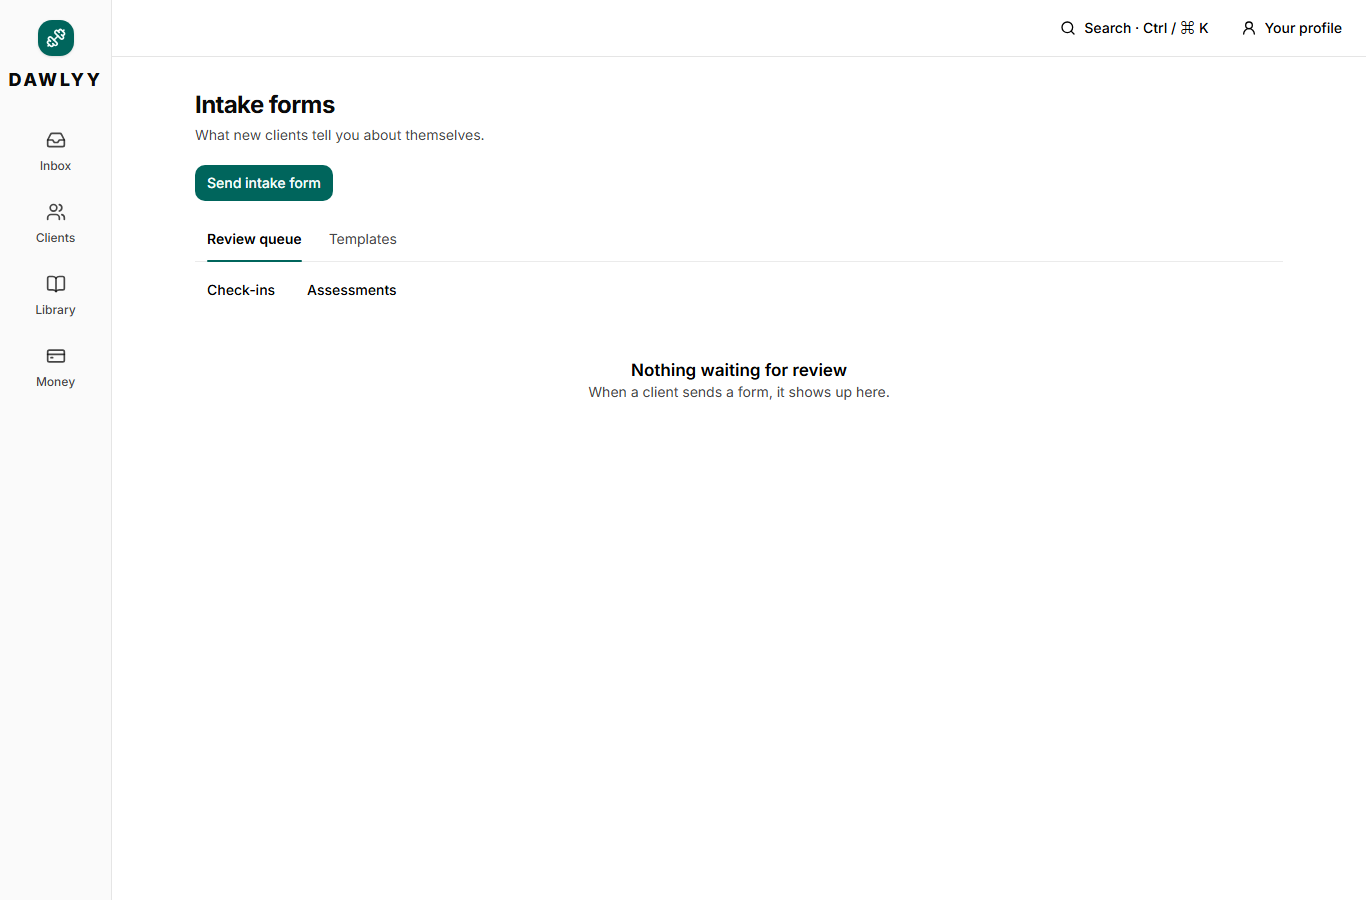 Search · Ctrl / ⌘ K
Your profile
DAWLYY
Inbox
Clients
Library
Money
Intake forms
What new clients tell you about themselves.
Send intake form
Review queue
Templates
Check-ins
Assessments
Nothing waiting for review
When a client sends a form, it shows up here.